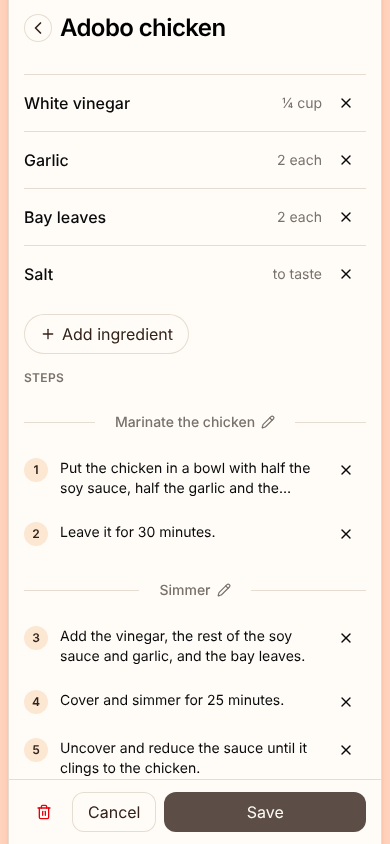 Adobo chicken
White vinegar ¼ cup
Garlic 2 each
Bay leaves 2 each
Salt to taste
Add ingredient
STEPS
Marinate the chicken
1 Put the chicken in a bowl with half the
soy sauce, half the garlic and the...
2 Leave it for 30 minutes.
Simmer
3 Add the vinegar, the rest of the soy
sauce and garlic, and the bay leaves.
4 Cover and simmer for 25 minutes.
5 Uncover and reduce the sauce until it
clings to the chicken.
Cancel Save